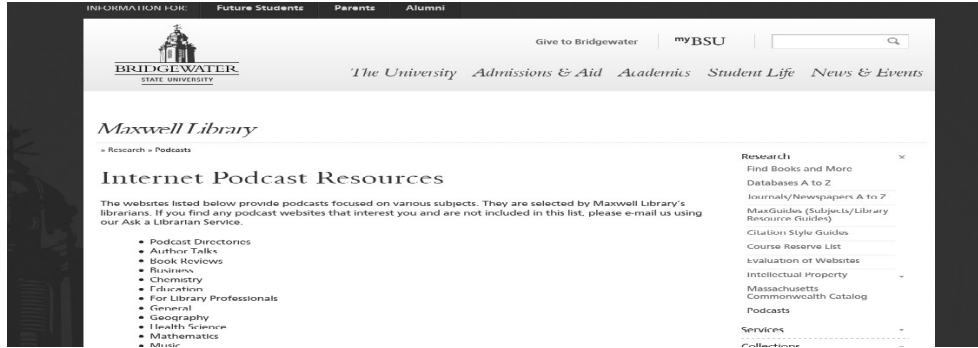 INFORMATION FOR: Future Students Parents Alumni
Give to Bridgewater myBSU
BRIDGEWATER
STATE UNIVERSITY
The University Admissions & Aid Academics Student Life News & Events
Maxwell Library
» Research » Podcasts
Internet Podcast Resources
The websites listed below provide podcasts focused on various subjects. They are selected by Maxwell Library's
librarians. If you find any podcast websites that interest you and are not included in this list, please e-mail us using
our Ask a Librarian Service.
• Podcast Directories
• Author Talks
• Book Reviews
• Business
• Chemistry
• Education
• For Library Professionals
• General
• Geography
• Health Science
• Mathematics
• Music
Research
Find Books and More
Databases A to Z
Journals/Newspapers A to Z
MaxGuides (Subjects/Library
Resource Guides)
Citation Style Guides
Course Reserve List
Evaluation of Websites
Intellectual Property
Massachusetts
Commonwealth Catalog
Podcasts
Services
Collections